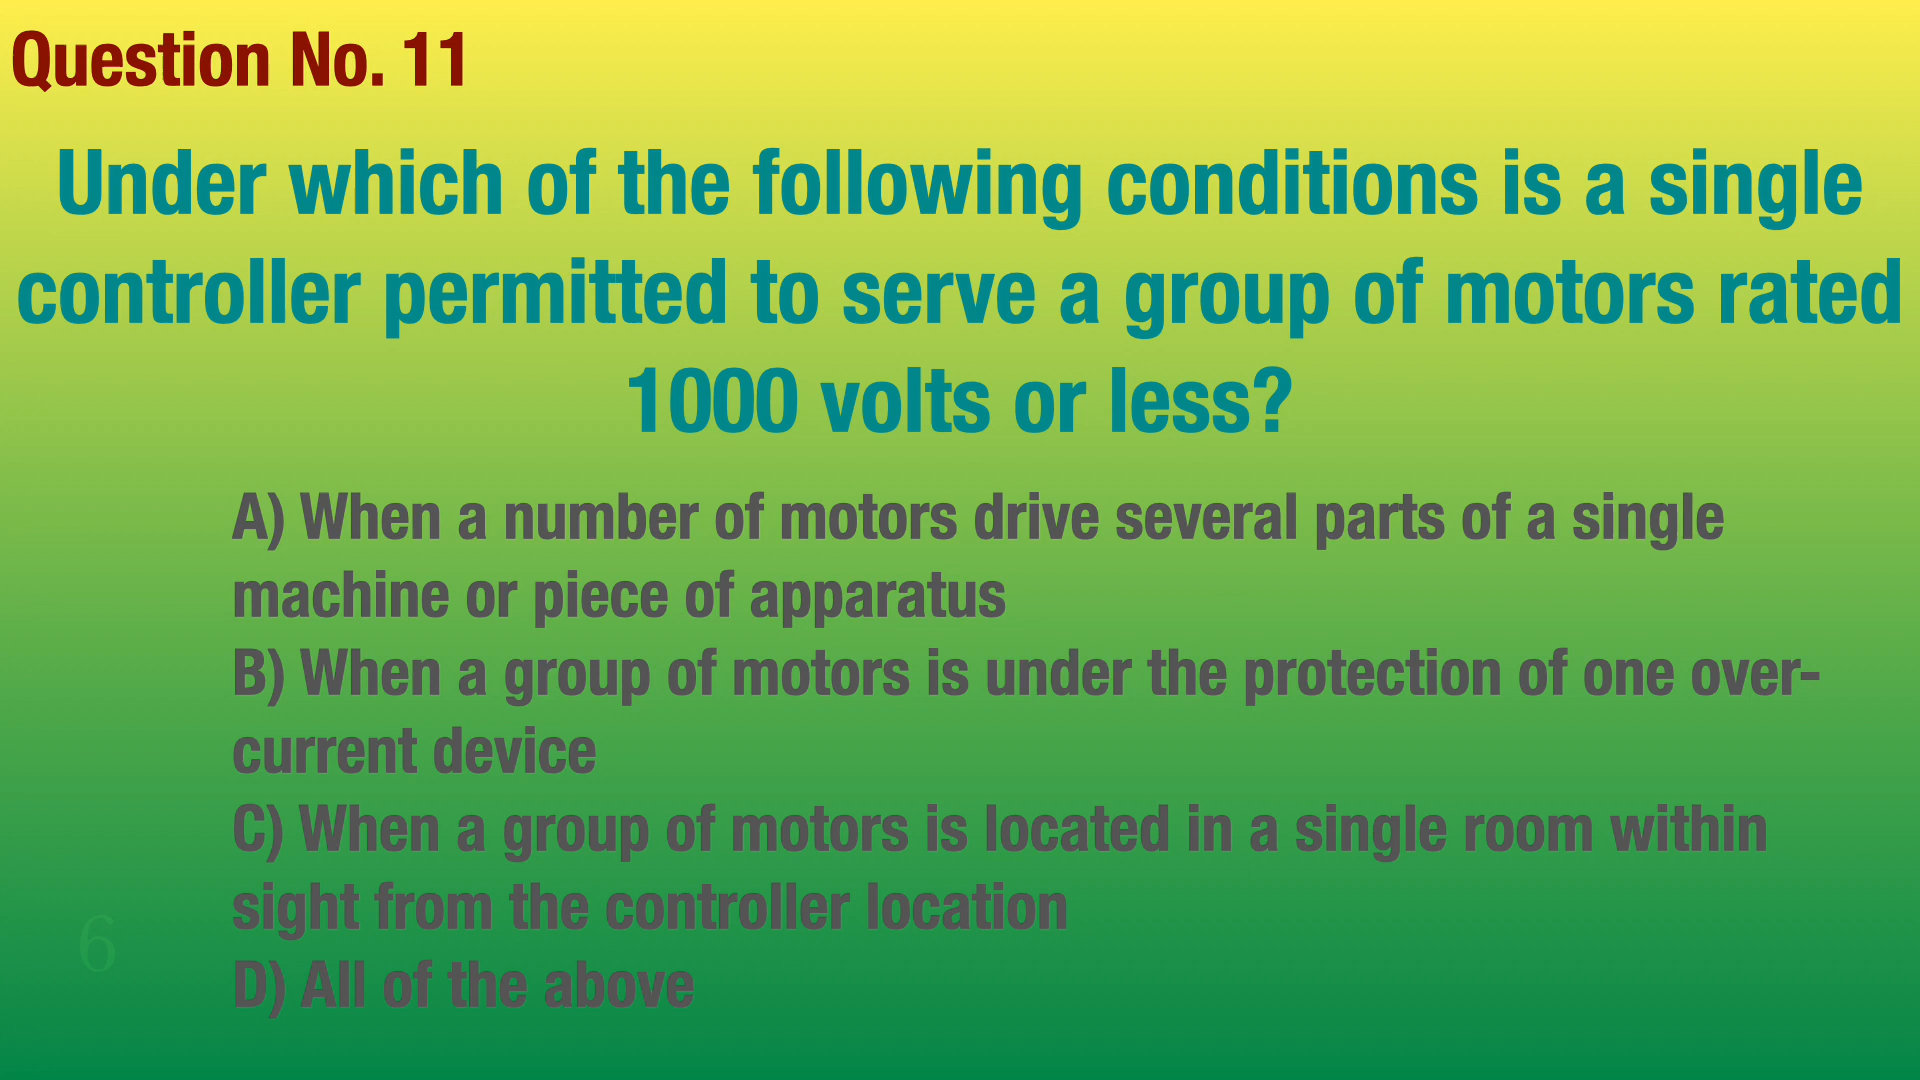 Question No. 11
Under which of the following conditions is a single
controller permitted to serve a group of motors rated
1000 volts or less?
A) When a number of motors drive several parts of a single
machine or piece of apparatus
B) When a group of motors is under the protection of one over-
current device
C) When a group of motors is located in a single room within
sight from the controller location
6
D) All of the above